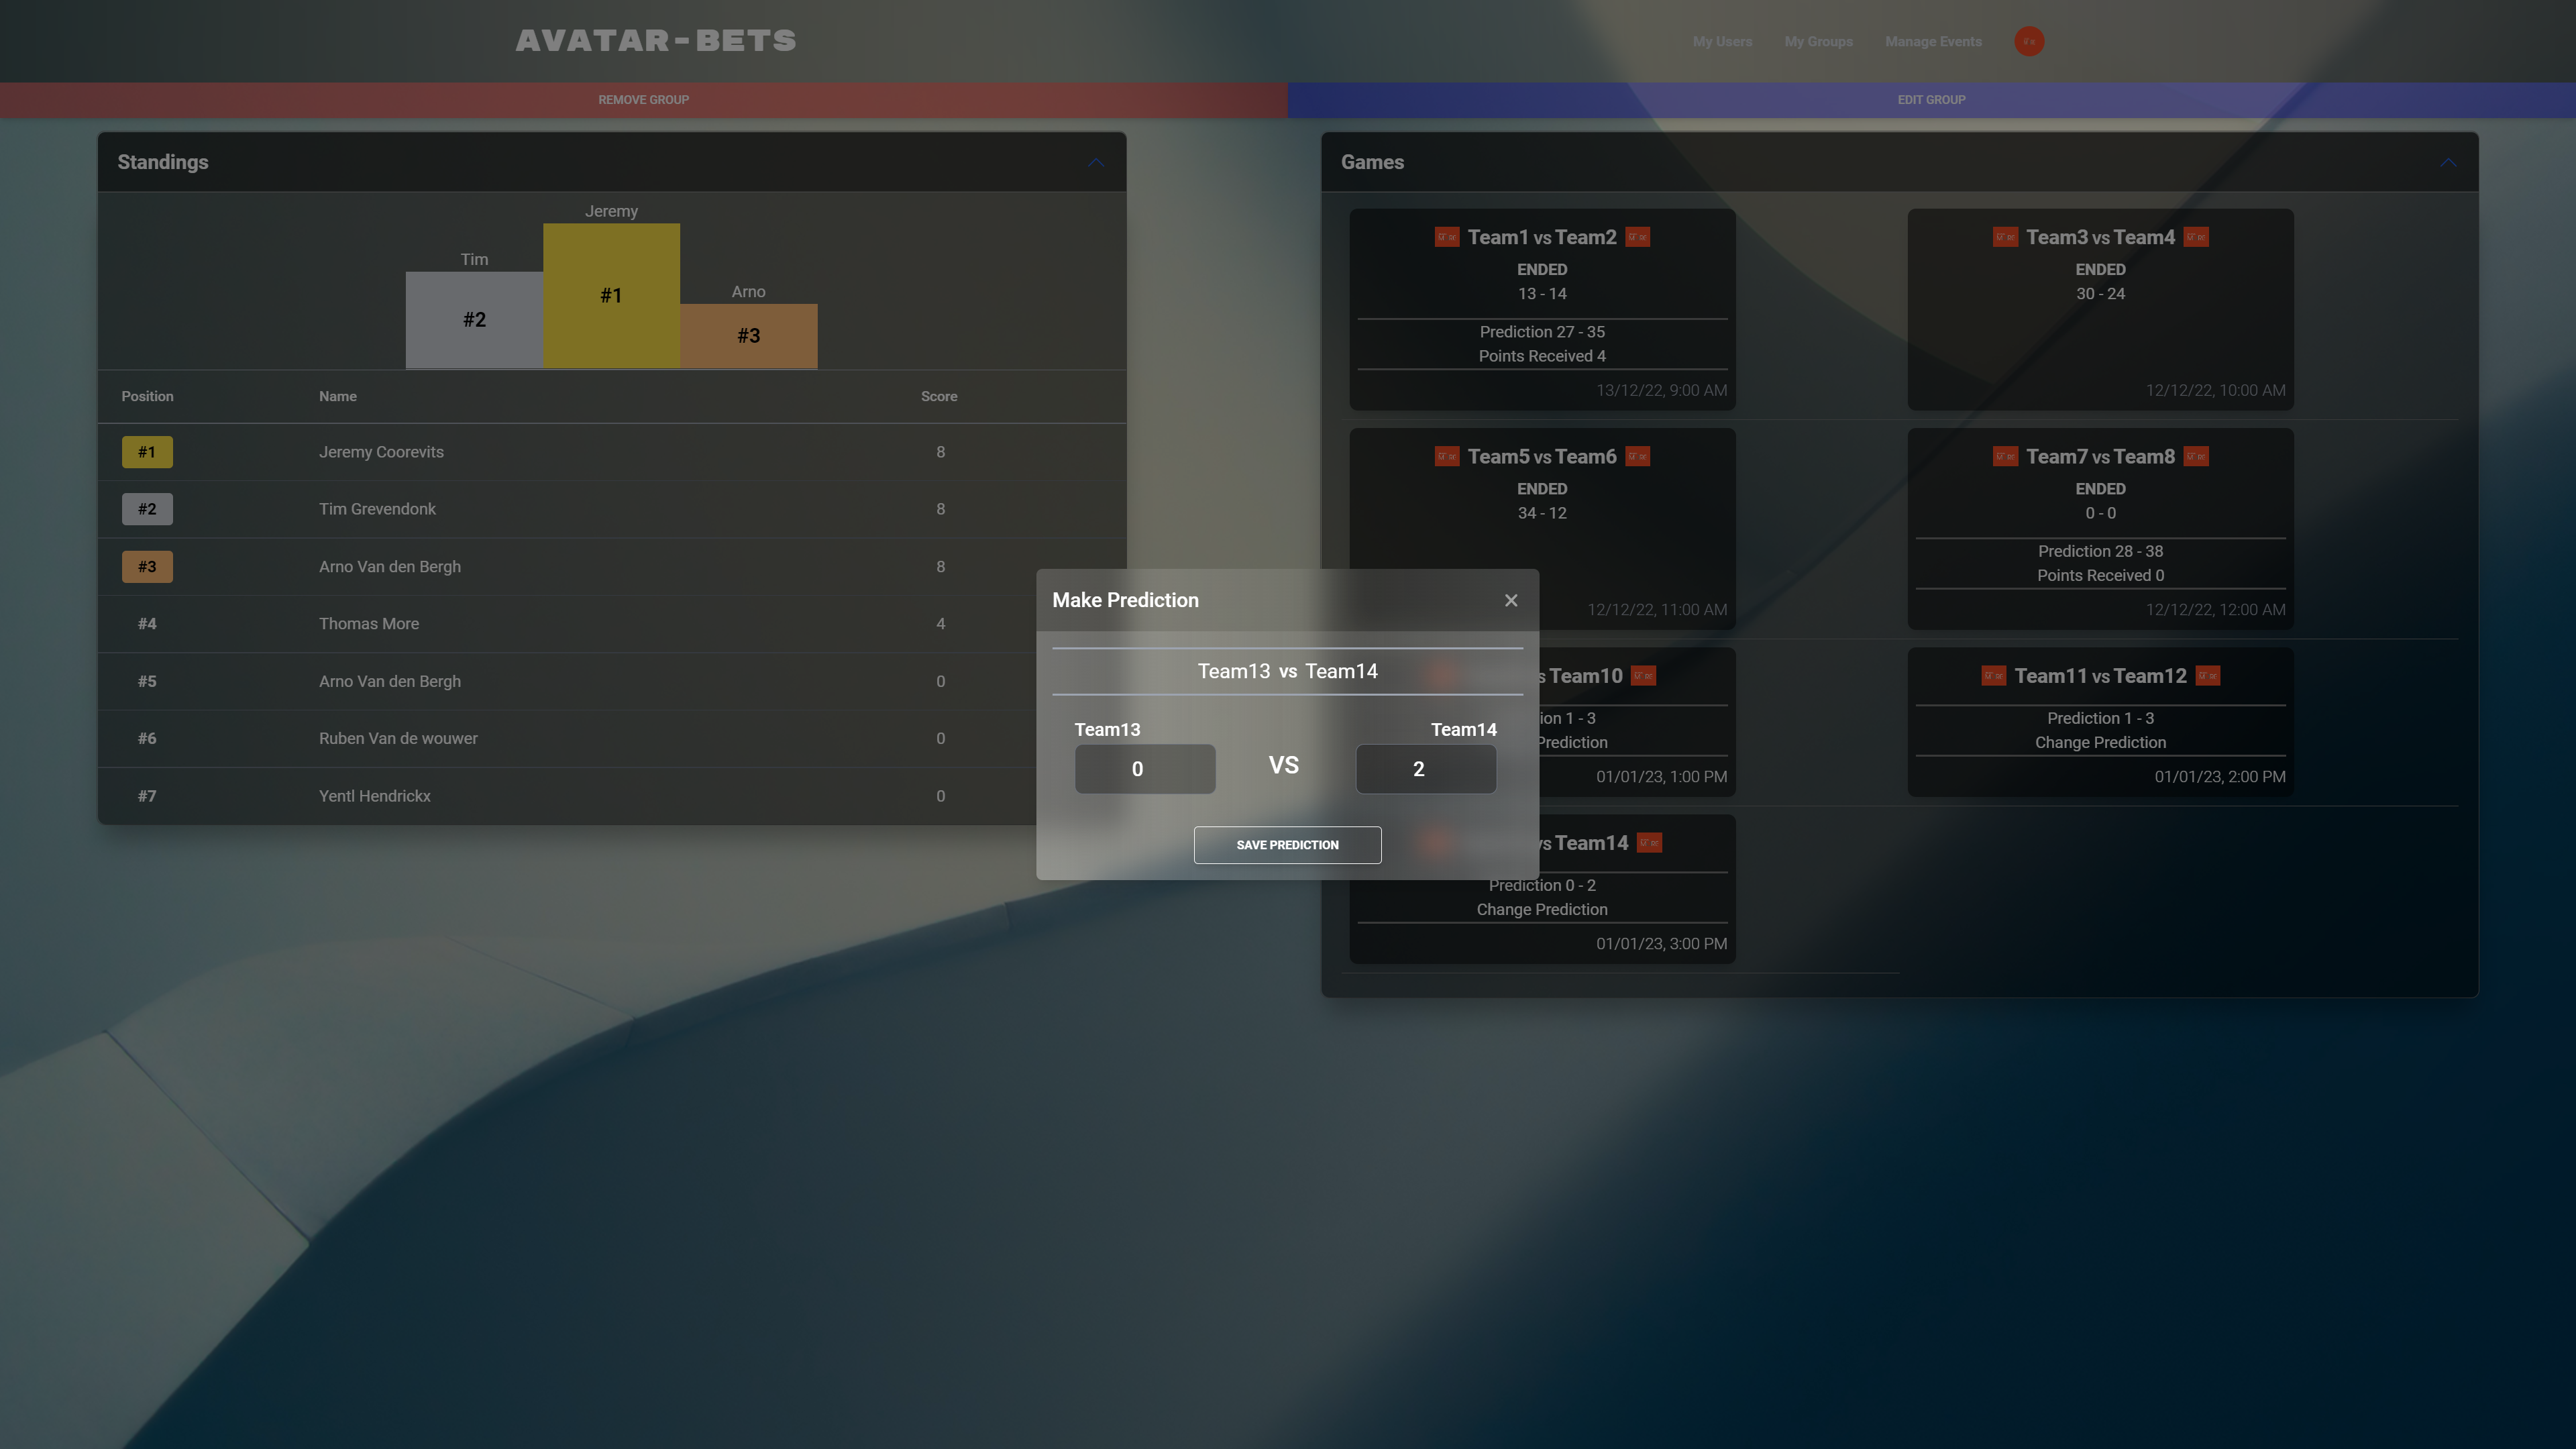 AVATAR-BETS
My Users My Groups Manage Events
REMOVE GROUP
EDIT GROUP
Standings
Jeremy
Tim
Arno
#1
#2
#3
Position Name Score
#1 Jeremy Coorevits 8
#2 Tim Grevendonk 8
#3 Arno Van den Bergh 8
#4 Thomas More 4
#5 Arno Van den Bergh 0
#6 Ruben Van de wouwer 0
#7 Yentl Hendrickx 0
Games
Team1 vs Team2
ENDED
13 - 14
Prediction 27 - 35
Points Received 4
13/12/22, 9:00 AM
Team3 vs Team4
ENDED
30 - 24
12/12/22, 10:00 AM
Team5 vs Team6
ENDED
34 - 12
12/12/22, 11:00 AM
Team7 vs Team8
ENDED
0 - 0
Prediction 28 - 38
Points Received 0
12/12/22, 12:00 AM
s Team10
ion 1 - 3
Prediction
01/01/23, 1:00 PM
Team11 vs Team12
Prediction 1 - 3
Change Prediction
01/01/23, 2:00 PM
vs Team14
Prediction 0 - 2
Change Prediction
01/01/23, 3:00 PM
Make Prediction ×
Team13 vs Team14
Team13 Team14
0 VS 2
SAVE PREDICTION